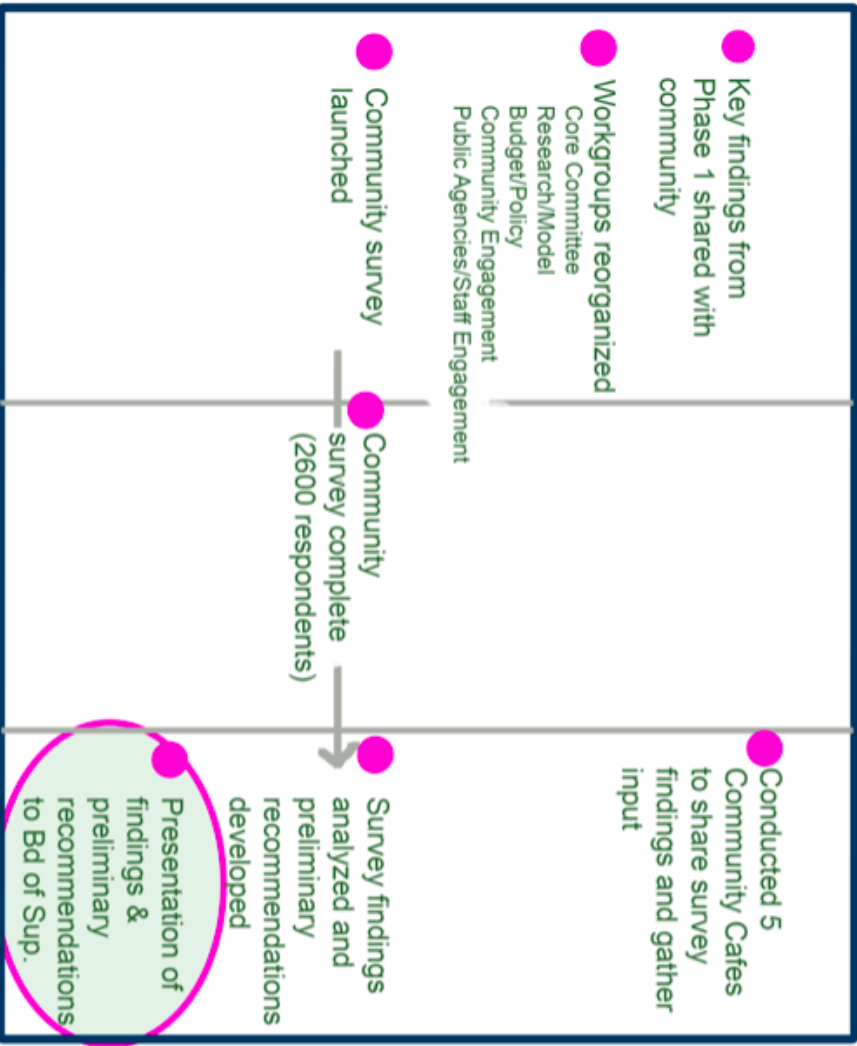 Key findings from
Phase 1 shared with
community
Workgroups reorganized
Core Committee
Research/Model
Budget/Policy
Community Engagement
Public Agencies/Staff Engagement
Community survey
launched
Community
survey complete
(2600 respondents)
Conducted 5
Community Cafes
to share survey
findings and gather
input
Survey findings
analyzed and
preliminary
recommendations
developed
Presentation of
findings &
preliminary
recommendations
to Bd of Sup.